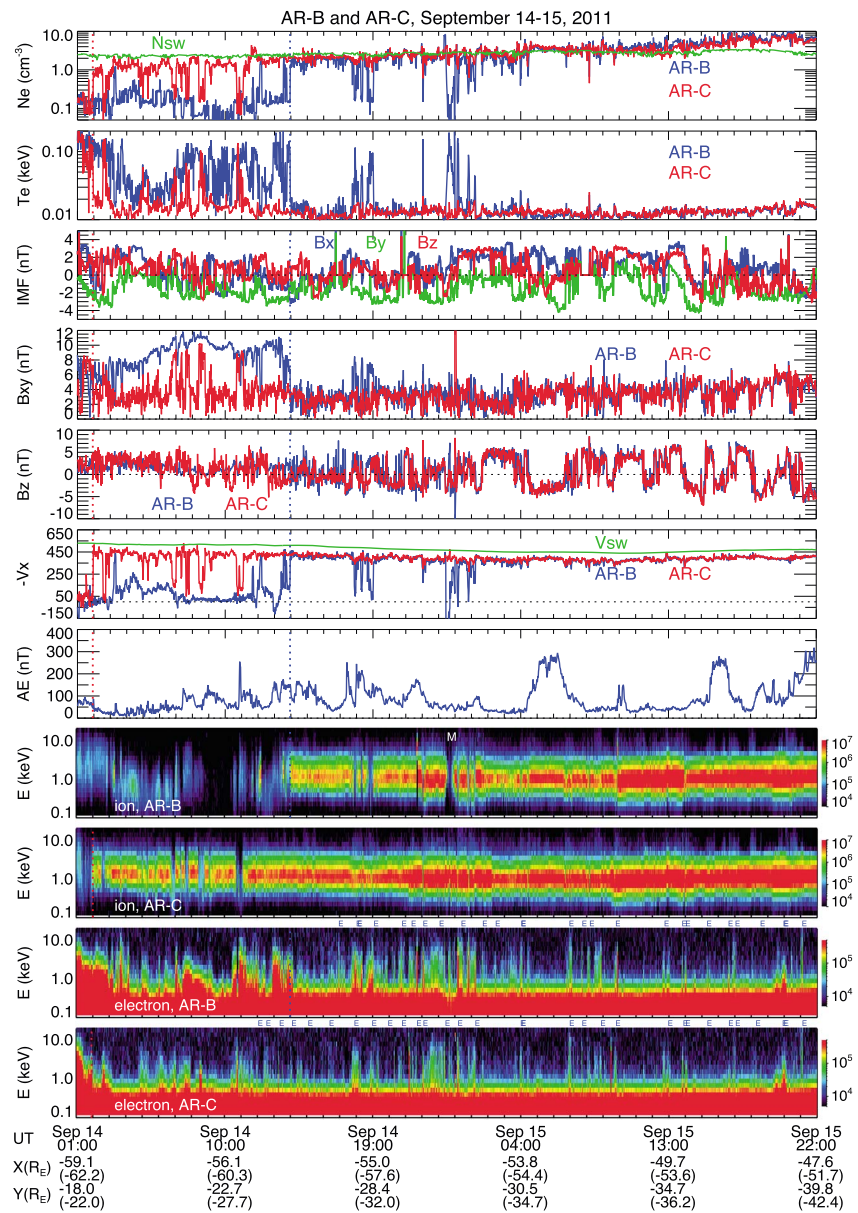 AR-B and AR-C, September 14-15, 2011
Ne (cm-3)
10.0
1.0
0.1
Nsw
AR-B
AR-C
Te (keV)
0.10
0.01
AR-B
AR-C
IMF (nT)
4
2
0
-2
-4
Bx By Bz
Bxy (nT)
12
10
8
6
4
2
0
AR-B AR-C
Bz (nT)
10
5
0
-5
-10
AR-B AR-C
-Vx
650
450
250
50
-150
Vsw
AR-B AR-C
AE (nT)
400
300
200
100
0
E (keV)
10.0
1.0
0.1
M
ion, AR-B
10^7
10^6
10^5
10^4
E (keV)
10.0
1.0
0.1
ion, AR-C
10^7
10^6
10^5
10^4
E E E E E E E E E E E E E E E E E E E E E
E (keV)
10.0
1.0
0.1
electron, AR-B
10^5
10^4
E E E E E E E E E E E E E E E E E E E E E E E E
E (keV)
10.0
1.0
0.1
electron, AR-C
10^5
10^4
UT Sep 14 Sep 14 Sep 14 Sep 15 Sep 15 Sep 15
01:00 10:00 19:00 04:00 13:00 22:00
X(RE) -59.1 -56.1 -55.0 -53.8 -49.7 -47.6
(-62.2) (-60.3) (-57.6) (-54.4) (-53.6) (-51.7)
Y(RE) -18.0 -22.7 -28.4 -30.5 -34.7 -39.8
(-22.0) (-27.7) (-32.0) (-34.7) (-36.2) (-42.4)